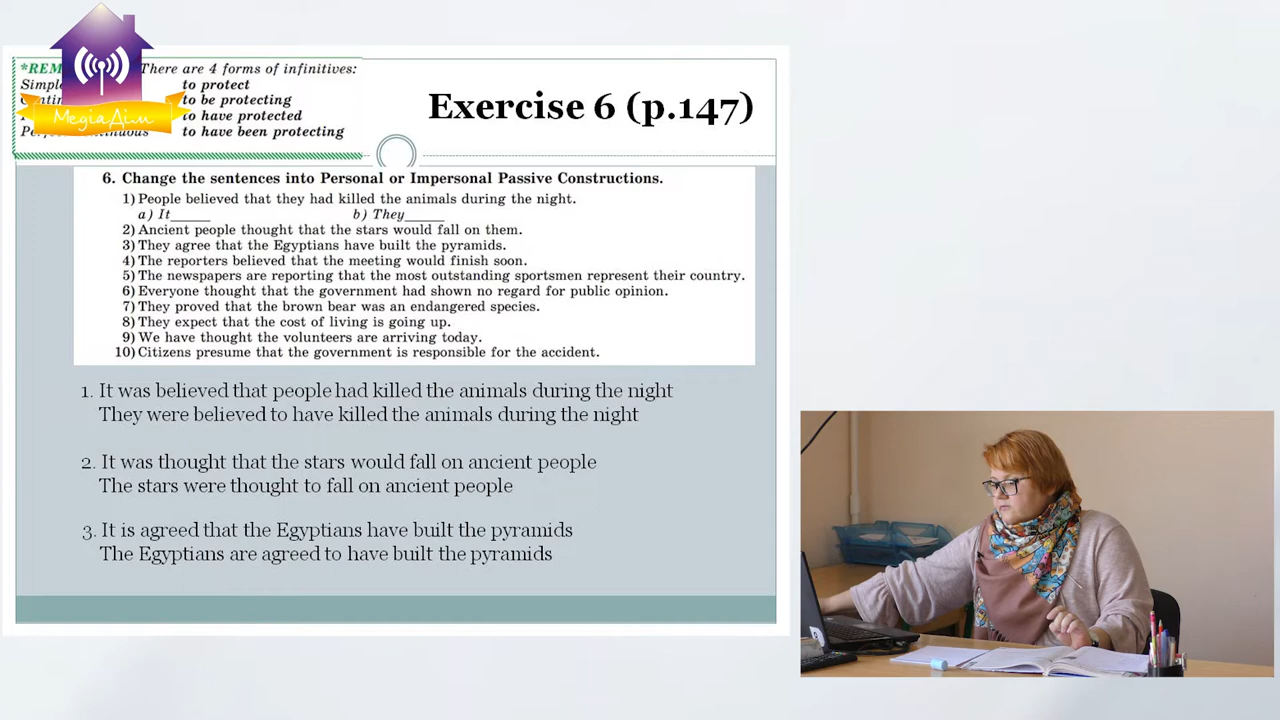 *REM There are 4 forms of infinitives:
Simple to protect
to be protecting
to have protected
to have been protecting
Медіа Дім
Exercise 6 (p.147)
6. Change the sentences into Personal or Impersonal Passive Constructions.
1) People believed that they had killed the animals during the night.
a) It_____ b) They_____
2) Ancient people thought that the stars would fall on them.
3) They agree that the Egyptians have built the pyramids.
4) The reporters believed that the meeting would finish soon.
5) The newspapers are reporting that the most outstanding sportsmen represent their country.
6) Everyone thought that the government had shown no regard for public opinion.
7) They proved that the brown bear was an endangered species.
8) They expect that the cost of living is going up.
9) We have thought the volunteers are arriving today.
10) Citizens presume that the government is responsible for the accident.
1. It was believed that people had killed the animals during the night
They were believed to have killed the animals during the night
2. It was thought that the stars would fall on ancient people
The stars were thought to fall on ancient people
3. It is agreed that the Egyptians have built the pyramids
The Egyptians are agreed to have built the pyramids